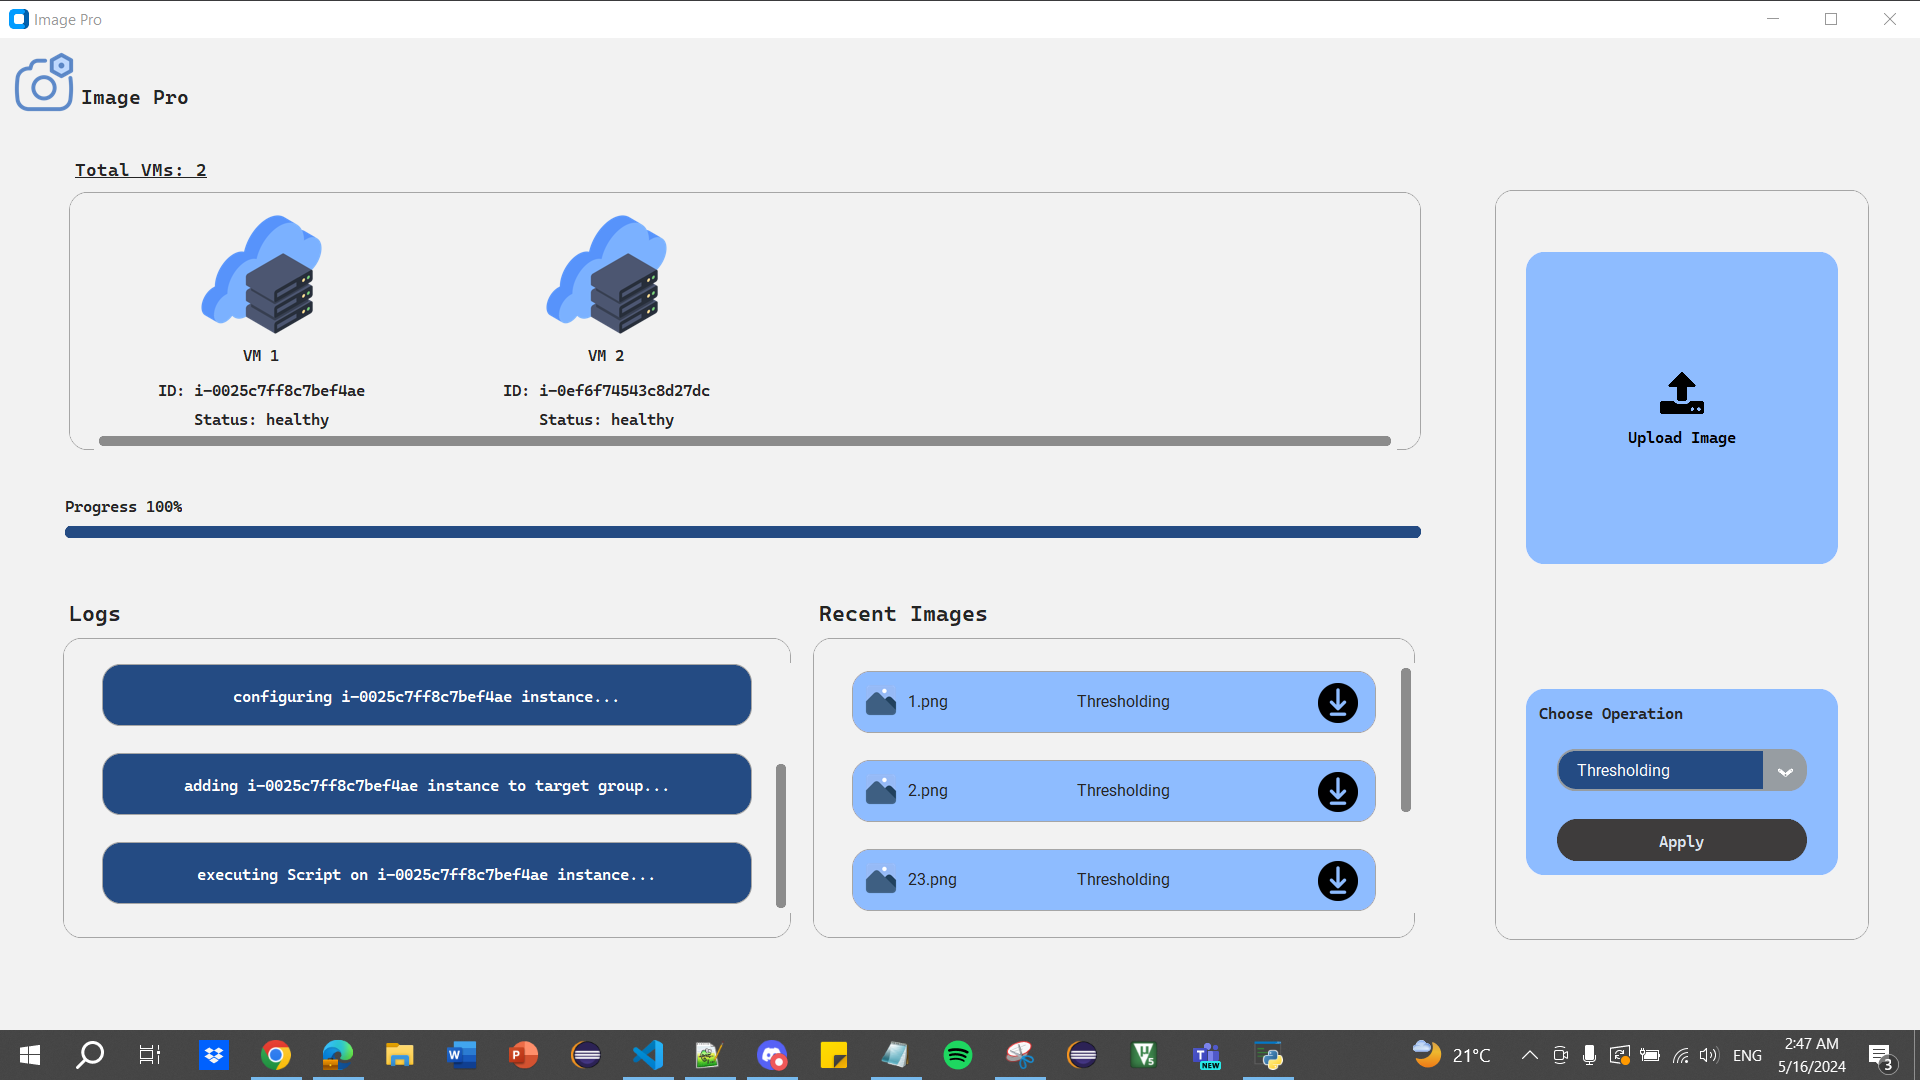 Image Pro
Image Pro
Total VMs: 2
VM 1
ID: i-0025c7ff8c7bef4ae
Status: healthy
VM 2
ID: i-0ef6f74543c8d27dc
Status: healthy
Upload Image
Progress 100%
Logs
configuring i-0025c7ff8c7bef4ae instance...
adding i-0025c7ff8c7bef4ae instance to target group...
executing Script on i-0025c7ff8c7bef4ae instance...
Recent Images
1.png Thresholding
2.png Thresholding
23.png Thresholding
Choose Operation
Thresholding
Apply
21°C
ENG
2:47 AM
5/16/2024
3
NEW